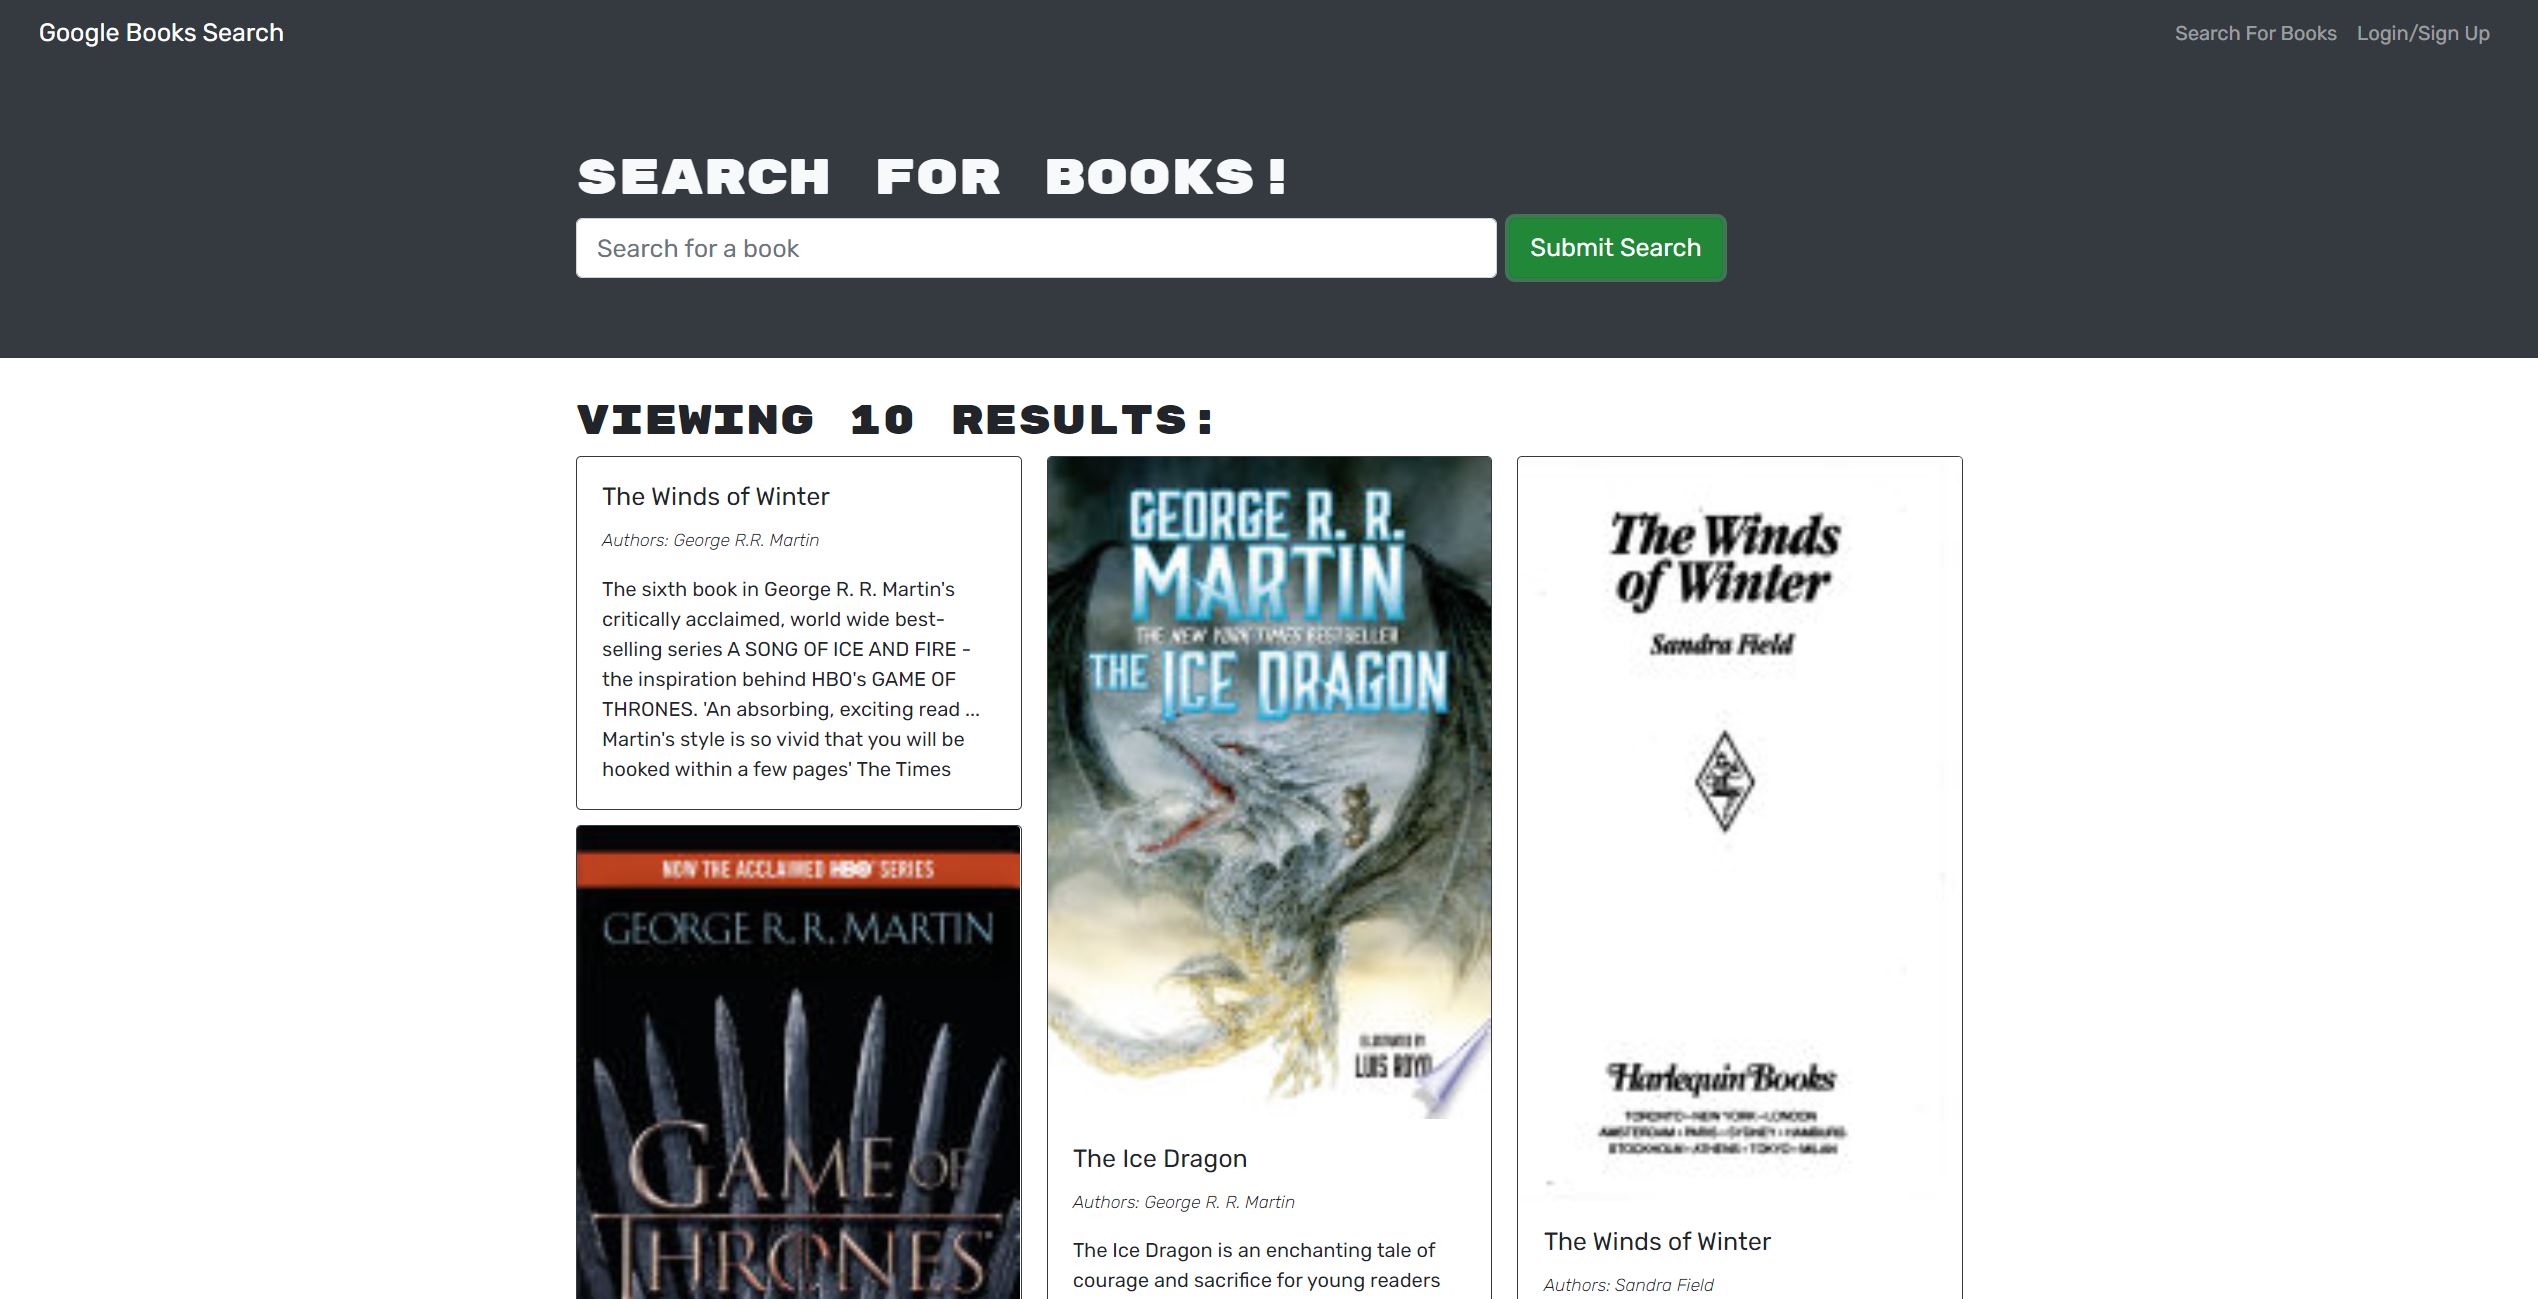 Google Books Search
Search For Books
Login/Sign Up
SEARCH FOR BOOKS!
Search for a book
Submit Search
VIEWING 10 RESULTS:
The Winds of Winter
Authors: George R.R. Martin
The sixth book in George R. R. Martin's
critically acclaimed, world wide best-
selling series A SONG OF ICE AND FIRE -
the inspiration behind HBO's GAME OF
THRONES. 'An absorbing, exciting read ...
Martin's style is so vivid that you will be
hooked within a few pages' The Times
NOW THE ACCLAIMED HBO SERIES
GEORGE R. R. MARTIN
GAME OF
THRONES
GEORGE R. R.
MARTIN
THE NEW YORK TIMES BESTSELLER
THE ICE DRAGON
ILLUSTRATED BY
LUIS ROYO
The Ice Dragon
Authors: George R. R. Martin
The Ice Dragon is an enchanting tale of
courage and sacrifice for young readers
The Winds
of Winter
Sandra Field
Harlequin Books
TORONTO • NEW YORK • LONDON
AMSTERDAM • PARIS • SYDNEY • HAMBURG
STOCKHOLM • ATHENS • TOKYO • MILAN
The Winds of Winter
Authors: Sandra Field